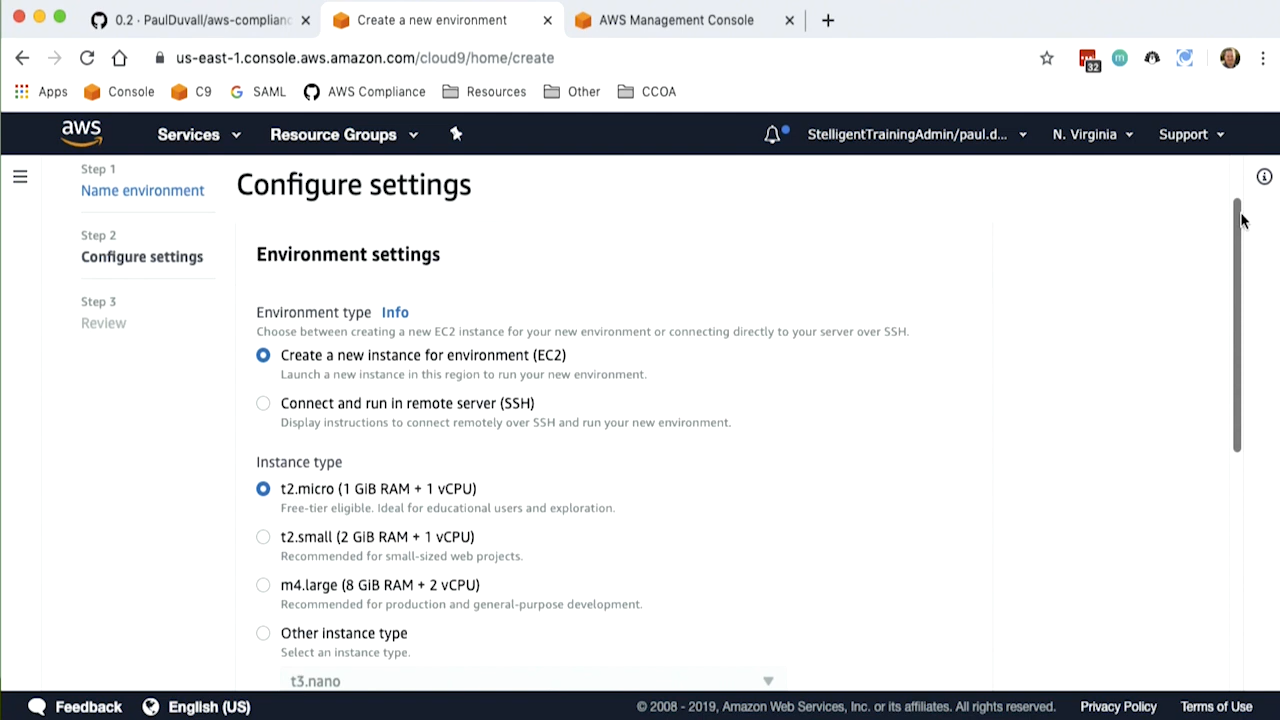 0.2 · PaulDuvall/aws-complianc
Create a new environment
AWS Management Console
us-east-1.console.aws.amazon.com/cloud9/home/create
32
m
Apps
Console
C9
SAML
AWS Compliance
Resources
Other
CCOA
aws
Services
Resource Groups
StelligentTrainingAdmin/paul.d...
N. Virginia
Support
Step 1
Name environment
Step 2
Configure settings
Step 3
Review
Configure settings
Environment settings
Environment type Info
Choose between creating a new EC2 instance for your new environment or connecting directly to your server over SSH.
Create a new instance for environment (EC2)
Launch a new instance in this region to run your new environment.
Connect and run in remote server (SSH)
Display instructions to connect remotely over SSH and run your new environment.
Instance type
t2.micro (1 GiB RAM + 1 vCPU)
Free-tier eligible. Ideal for educational users and exploration.
t2.small (2 GiB RAM + 1 vCPU)
Recommended for small-sized web projects.
m4.large (8 GiB RAM + 2 vCPU)
Recommended for production and general-purpose development.
Other instance type
Select an instance type.
t3.nano
Feedback
English (US)
© 2008 - 2019, Amazon Web Services, Inc. or its affiliates. All rights reserved.
Privacy Policy
Terms of Use